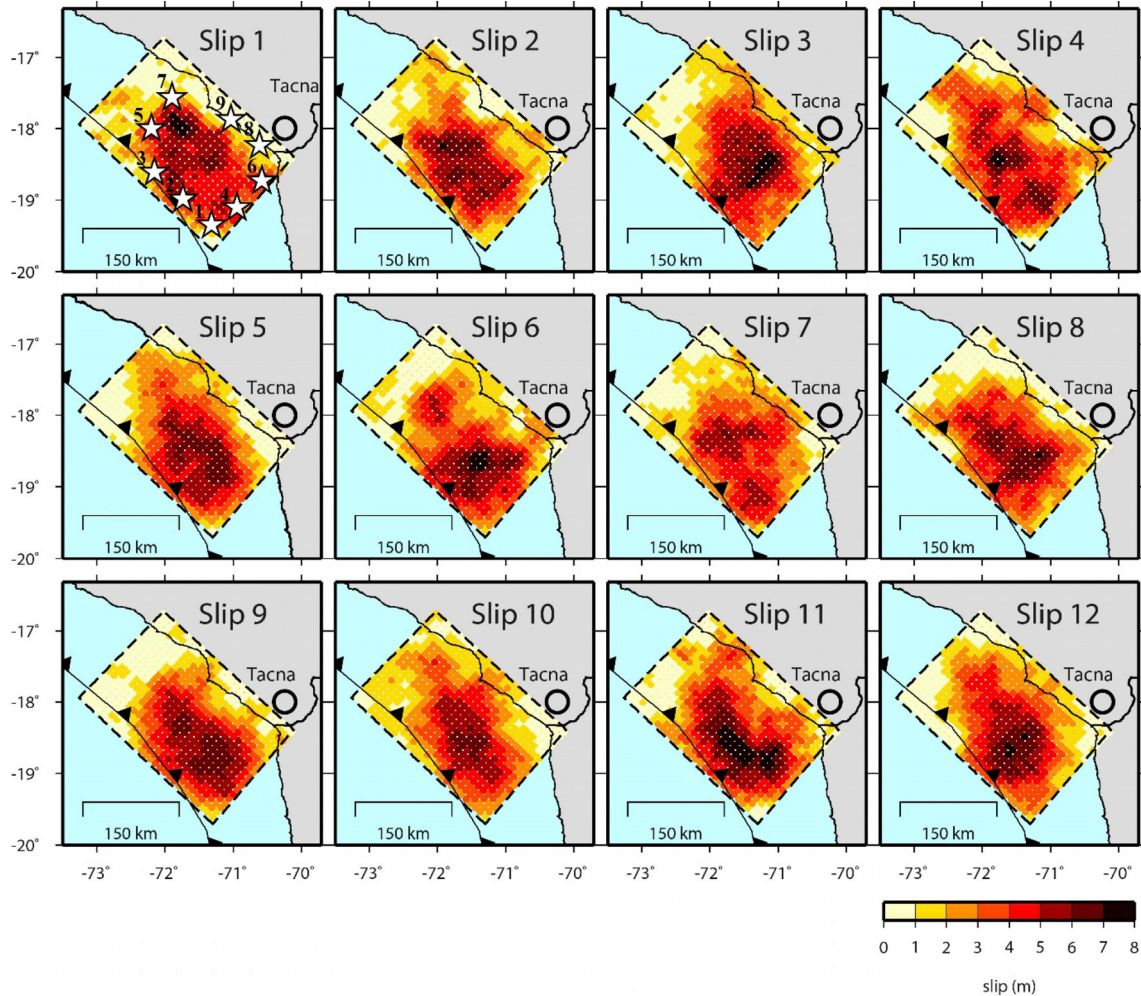 Slip 1
Slip 2
Slip 3
Slip 4
-17˚
-18˚
-19˚
-20˚
Tacna
7
9
5
8
3
6
2
4
1
150 km
150 km
150 km
150 km
Slip 5
Slip 6
Slip 7
Slip 8
-17˚
-18˚
-19˚
-20˚
Tacna
Tacna
Tacna
Tacna
150 km
150 km
150 km
150 km
Slip 9
Slip 10
Slip 11
Slip 12
-17˚
-18˚
-19˚
-20˚
Tacna
Tacna
Tacna
Tacna
150 km
150 km
150 km
150 km
-73˚ -72˚ -71˚ -70˚
-73˚ -72˚ -71˚ -70˚
-73˚ -72˚ -71˚ -70˚
-73˚ -72˚ -71˚ -70˚
0 1 2 3 4 5 6 7 8
slip (m)